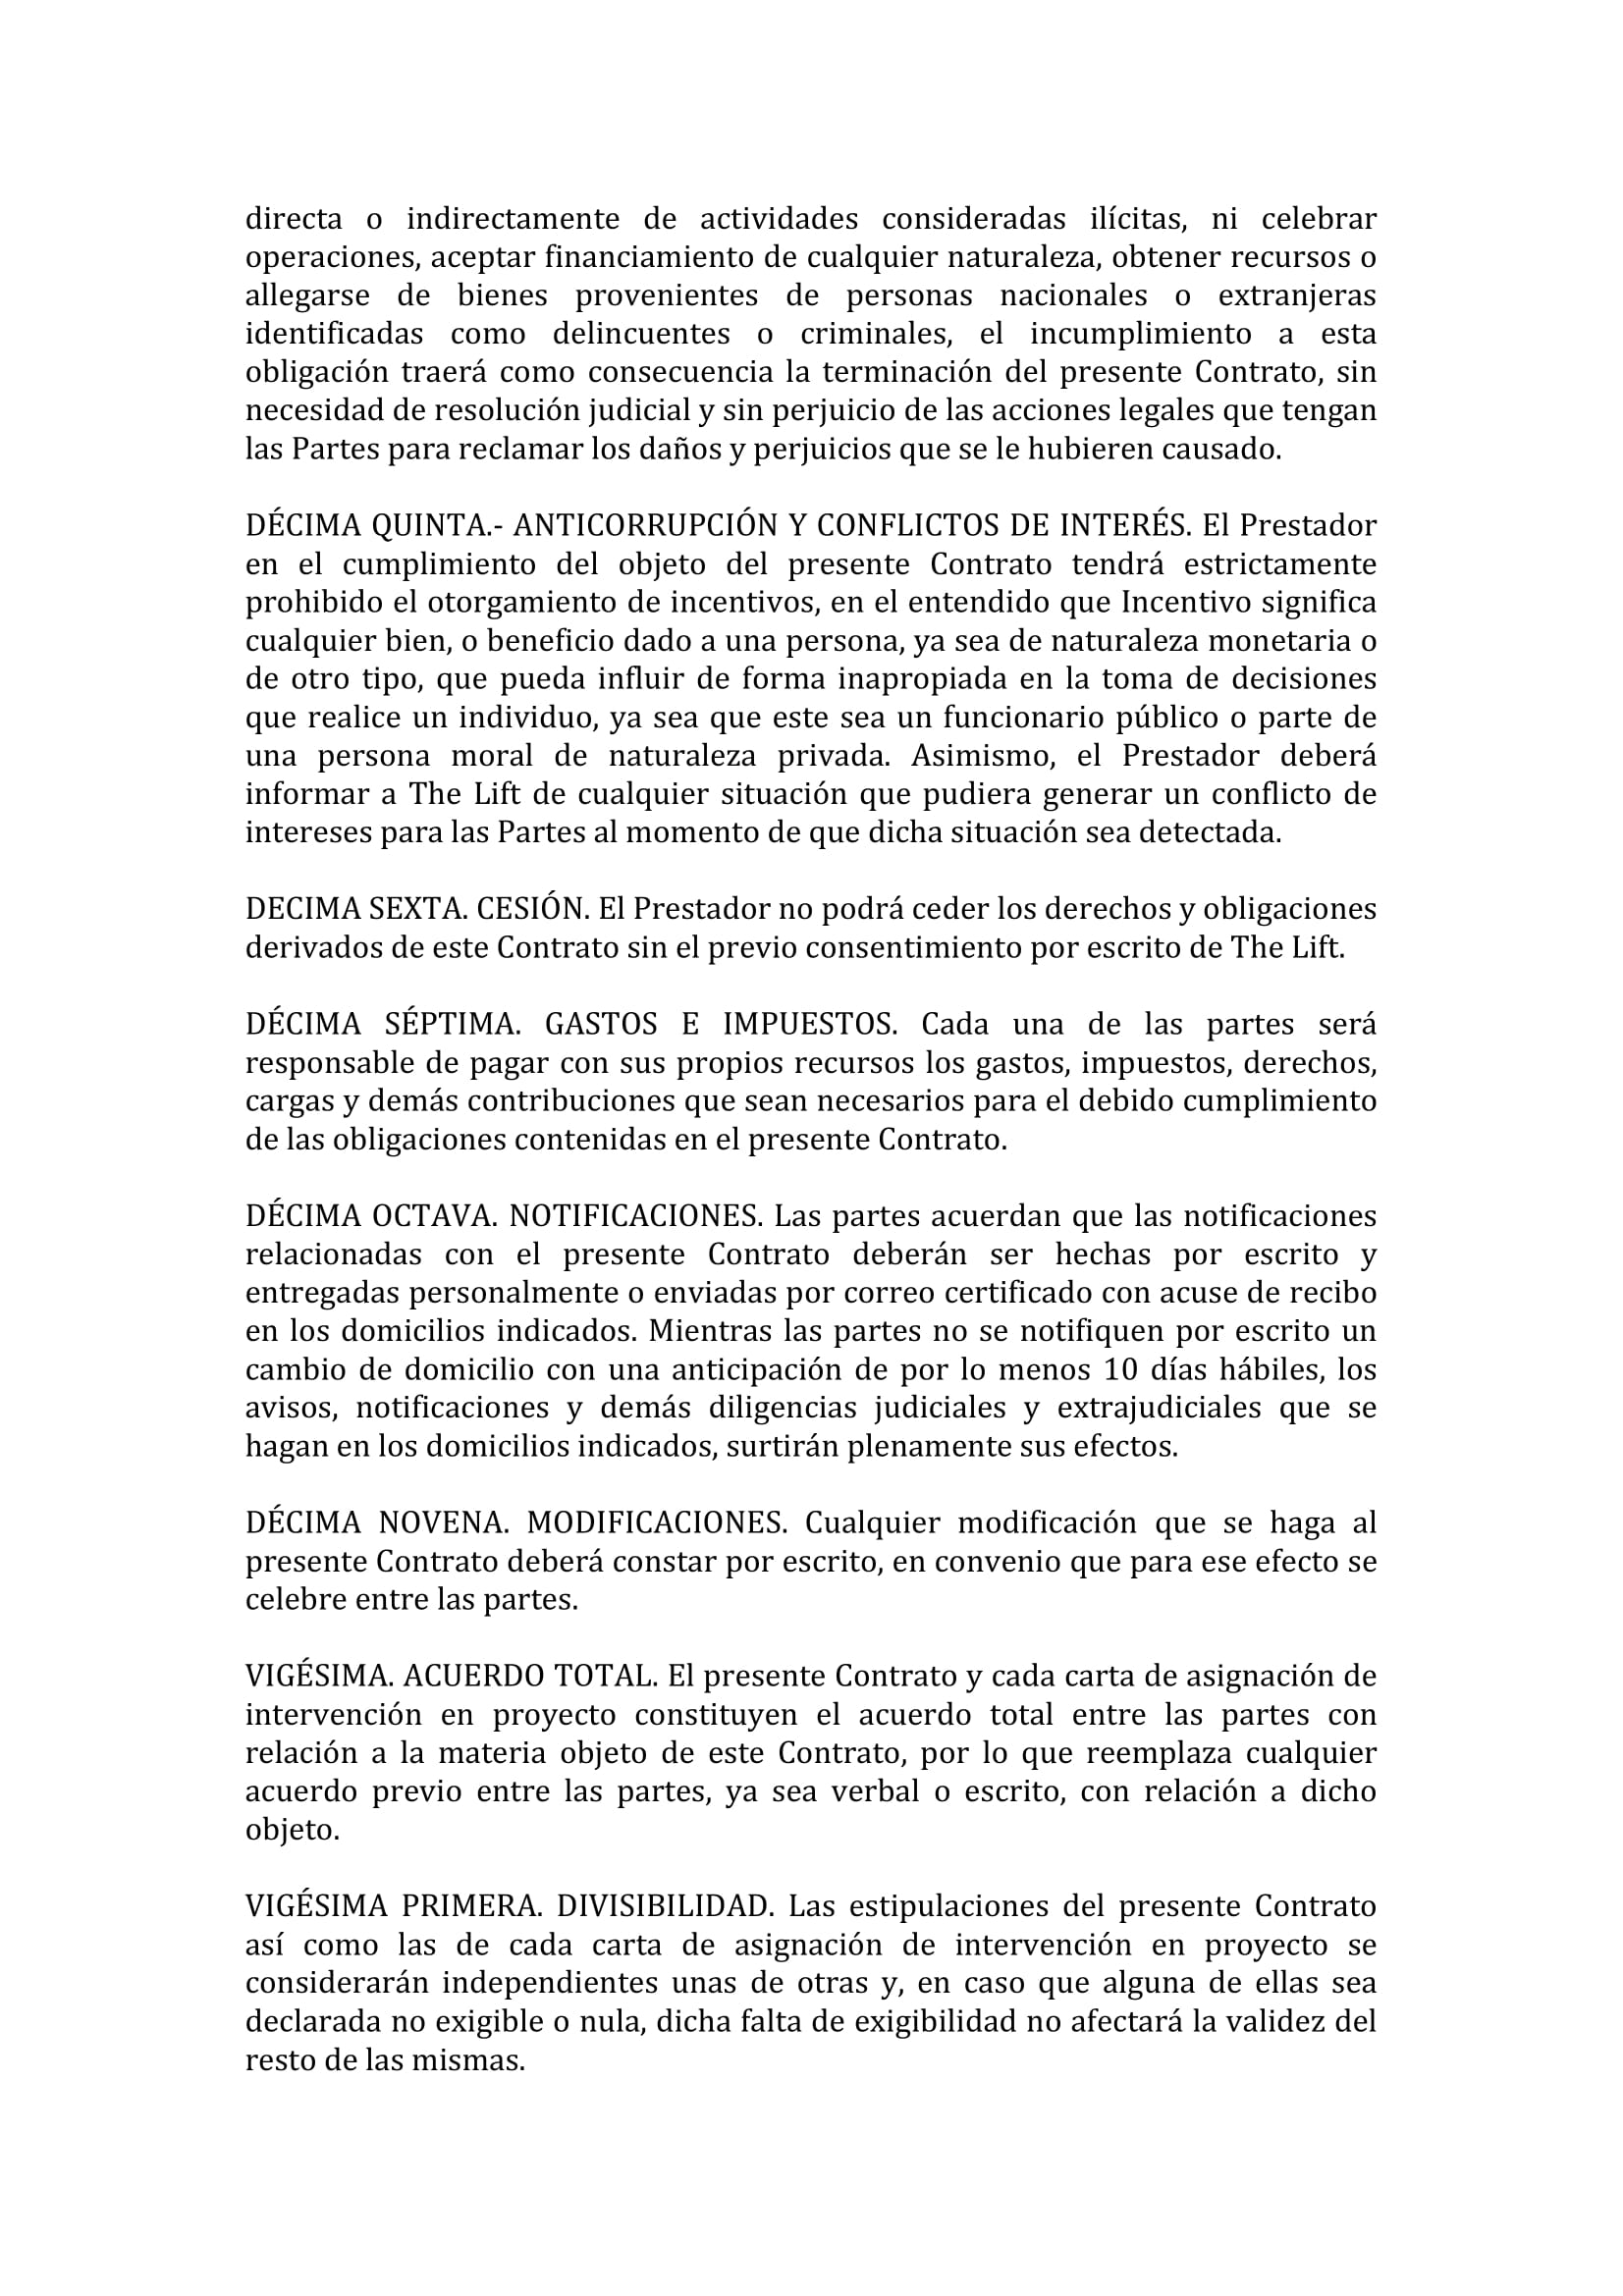 directa o indirectamente de actividades consideradas ilícitas, ni celebrar
operaciones, aceptar financiamiento de cualquier naturaleza, obtener recursos o
allegarse de bienes provenientes de personas nacionales o extranjeras
identificadas como delincuentes o criminales, el incumplimiento a esta
obligación traerá como consecuencia la terminación del presente Contrato, sin
necesidad de resolución judicial y sin perjuicio de las acciones legales que tengan
las Partes para reclamar los daños y perjuicios que se le hubieren causado.
DÉCIMA QUINTA.- ANTICORRUPCIÓN Y CONFLICTOS DE INTERÉS. El Prestador
en el cumplimiento del objeto del presente Contrato tendrá estrictamente
prohibido el otorgamiento de incentivos, en el entendido que Incentivo significa
cualquier bien, o beneficio dado a una persona, ya sea de naturaleza monetaria o
de otro tipo, que pueda influir de forma inapropiada en la toma de decisiones
que realice un individuo, ya sea que este sea un funcionario público o parte de
una persona moral de naturaleza privada. Asimismo, el Prestador deberá
informar a The Lift de cualquier situación que pudiera generar un conflicto de
intereses para las Partes al momento de que dicha situación sea detectada.
DECIMA SEXTA. CESIÓN. El Prestador no podrá ceder los derechos y obligaciones
derivados de este Contrato sin el previo consentimiento por escrito de The Lift.
DÉCIMA SÉPTIMA. GASTOS E IMPUESTOS. Cada una de las partes será
responsable de pagar con sus propios recursos los gastos, impuestos, derechos,
cargas y demás contribuciones que sean necesarios para el debido cumplimiento
de las obligaciones contenidas en el presente Contrato.
DÉCIMA OCTAVA. NOTIFICACIONES. Las partes acuerdan que las notificaciones
relacionadas con el presente Contrato deberán ser hechas por escrito y
entregadas personalmente o enviadas por correo certificado con acuse de recibo
en los domicilios indicados. Mientras las partes no se notifiquen por escrito un
cambio de domicilio con una anticipación de por lo menos 10 días hábiles, los
avisos, notificaciones y demás diligencias judiciales y extrajudiciales que se
hagan en los domicilios indicados, surtirán plenamente sus efectos.
DÉCIMA NOVENA. MODIFICACIONES. Cualquier modificación que se haga al
presente Contrato deberá constar por escrito, en convenio que para ese efecto se
celebre entre las partes.
VIGÉSIMA. ACUERDO TOTAL. El presente Contrato y cada carta de asignación de
intervención en proyecto constituyen el acuerdo total entre las partes con
relación a la materia objeto de este Contrato, por lo que reemplaza cualquier
acuerdo previo entre las partes, ya sea verbal o escrito, con relación a dicho
objeto.
VIGÉSIMA PRIMERA. DIVISIBILIDAD. Las estipulaciones del presente Contrato
así como las de cada carta de asignación de intervención en proyecto se
considerarán independientes unas de otras y, en caso que alguna de ellas sea
declarada no exigible o nula, dicha falta de exigibilidad no afectará la validez del
resto de las mismas.